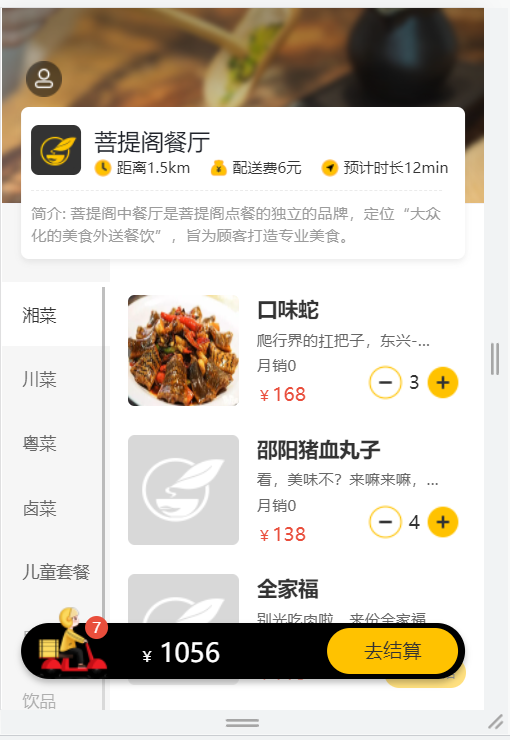 菩提阁餐厅
距离1.5km 配送费6元 预计时长12min
简介: 菩提阁中餐厅是菩提阁点餐的独立的品牌，定位“大众
化的美食外送餐饮”，旨为顾客打造专业美食。
湘菜
川菜
粤菜
卤菜
儿童套餐
饮品
口味蛇
爬行界的扛把子，东兴-...
月销0
￥168
3
邵阳猪血丸子
看，美味不？来嘛来嘛，...
月销0
￥138
4
全家福
别光吃肉啦，来份全家福
7
￥ 1056
去结算